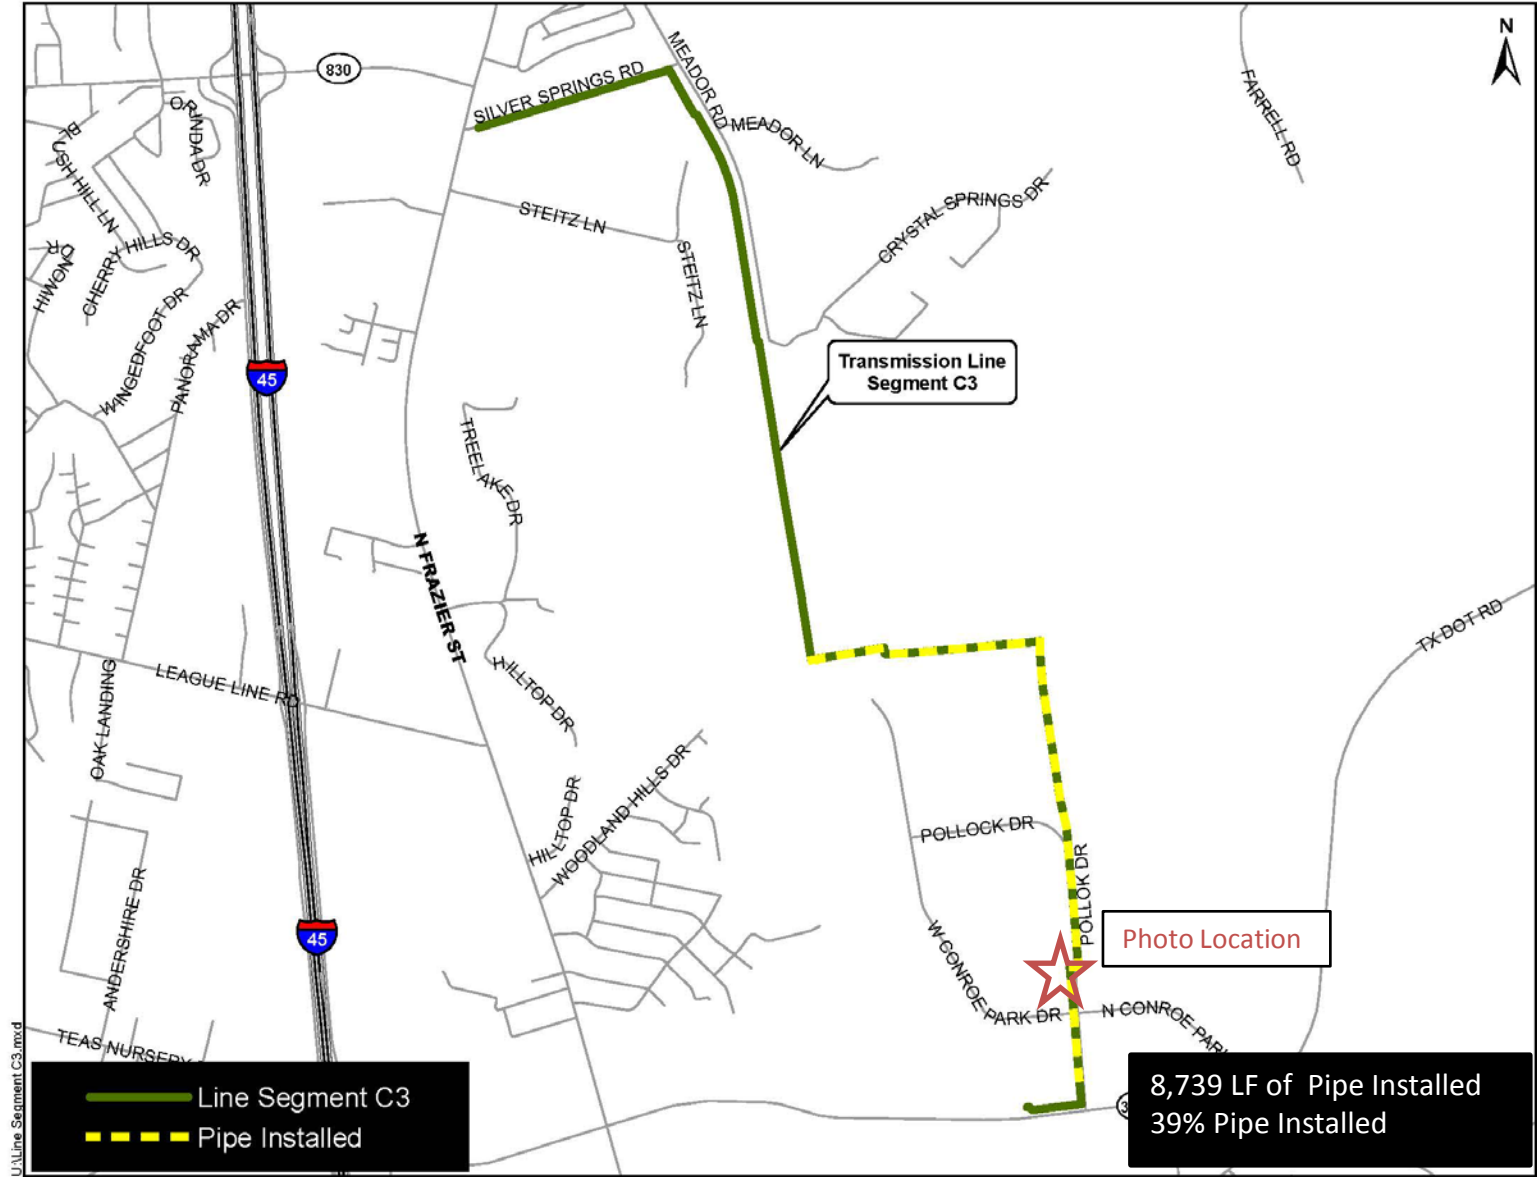 N
830
MEADOR RD
SILVER SPRINGS RD
MEADOR LN
FARRELL RD
ORINDA DR
BLUSH HILL LN
STEITZ LN
CRYSTAL SPRINGS DR
HIWON DR
CHERRY HILLS DR
STEITZ LN
WINGEDFOOT DR
PANORAMA DR
45
Transmission Line
Segment C3
TREELAKE DR
N FRAZIER ST
TX DOT RD
OAK LANDING
LEAGUE LINE RD
HILLTOP DR
HILLTOP DR
WOODLAND HILLS DR
POLLOCK DR
POLLOK DR
ANDERSHIRE DR
45
W CONROE PARK DR
Photo Location
N CONROE PARK
TEAS NURSERY
U:\Line Segment C3.mxd
Line Segment C3
Pipe Installed
8,739 LF of Pipe Installed
39% Pipe Installed